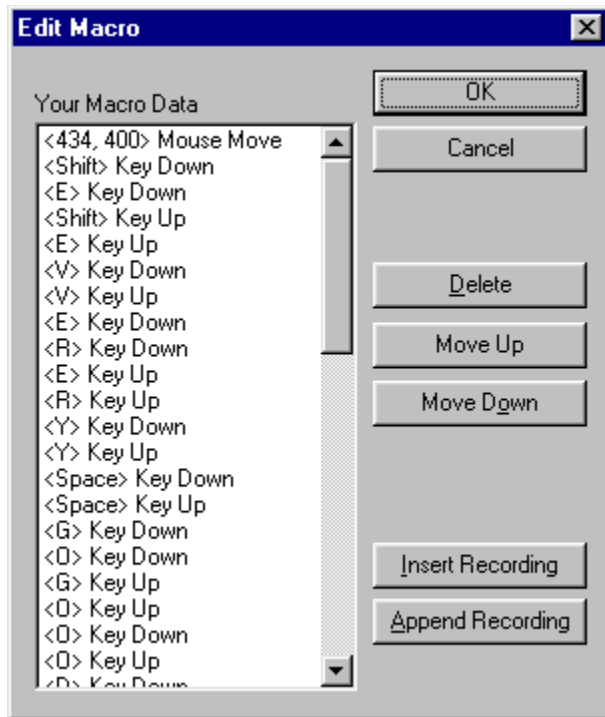 Edit Macro
Your Macro Data
<434, 400> Mouse Move
<Shift> Key Down
<E> Key Down
<Shift> Key Up
<E> Key Up
<V> Key Down
<V> Key Up
<E> Key Down
<R> Key Down
<E> Key Up
<R> Key Up
<Y> Key Down
<Y> Key Up
<Space> Key Down
<Space> Key Up
<G> Key Down
<O> Key Down
<G> Key Up
<O> Key Up
<O> Key Down
<O> Key Up
<D> Key Down
OK
Cancel
Delete
Move Up
Move Down
Insert Recording
Append Recording